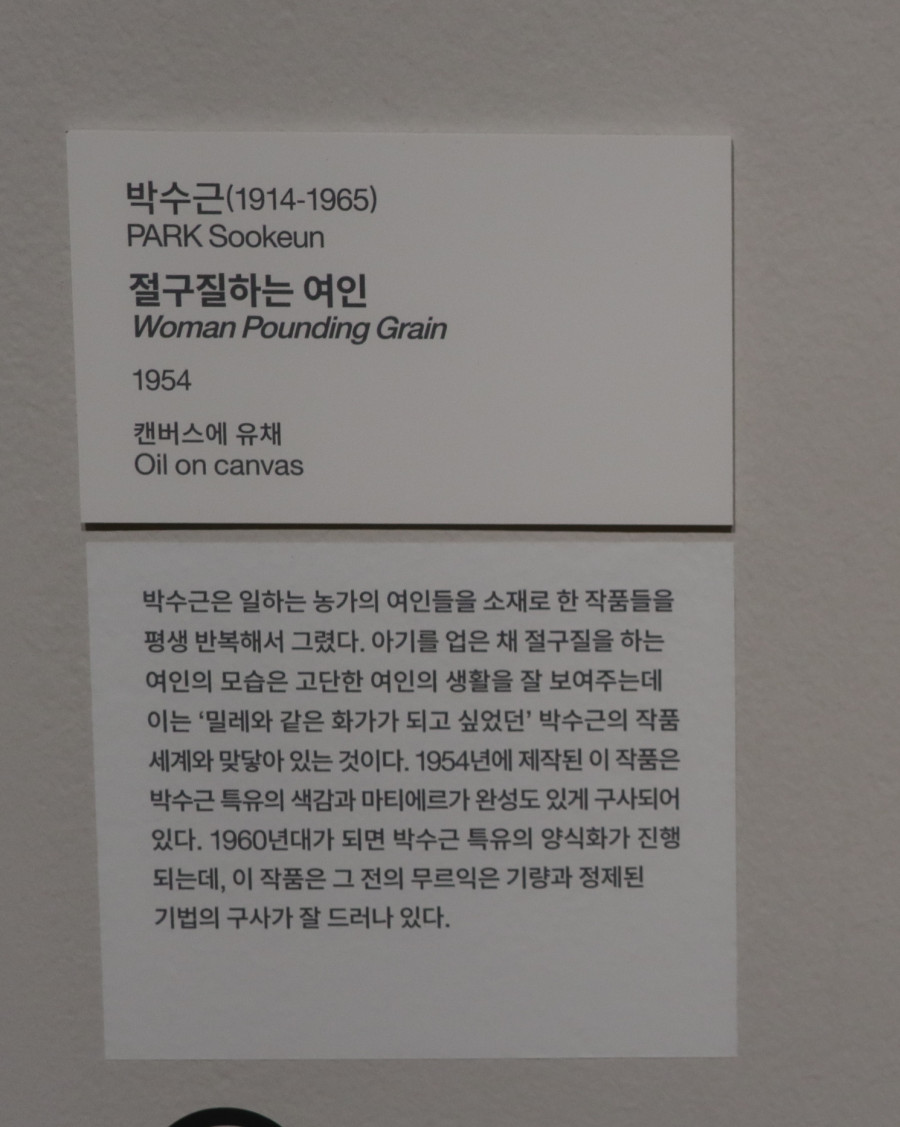 박수근(1914-1965)
PARK Sookeun
절구질하는 여인
Woman Pounding Grain
1954
캔버스에 유채
Oil on canvas
박수근은 일하는 농가의 여인들을 소재로 한 작품들을
평생 반복해서 그렸다. 아기를 업은 채 절구질을 하는
여인의 모습은 고단한 여인의 생활을 잘 보여주는데
이는 ‘밀레와 같은 화가가 되고 싶었던’ 박수근의 작품
세계와 맞닿아 있는 것이다. 1954년에 제작된 이 작품은
박수근 특유의 색감과 마티에르가 완성도 있게 구사되어
있다. 1960년대가 되면 박수근 특유의 양식화가 진행
되는데, 이 작품은 그 전의 무르익은 기량과 정제된
기법의 구사가 잘 드러나 있다.